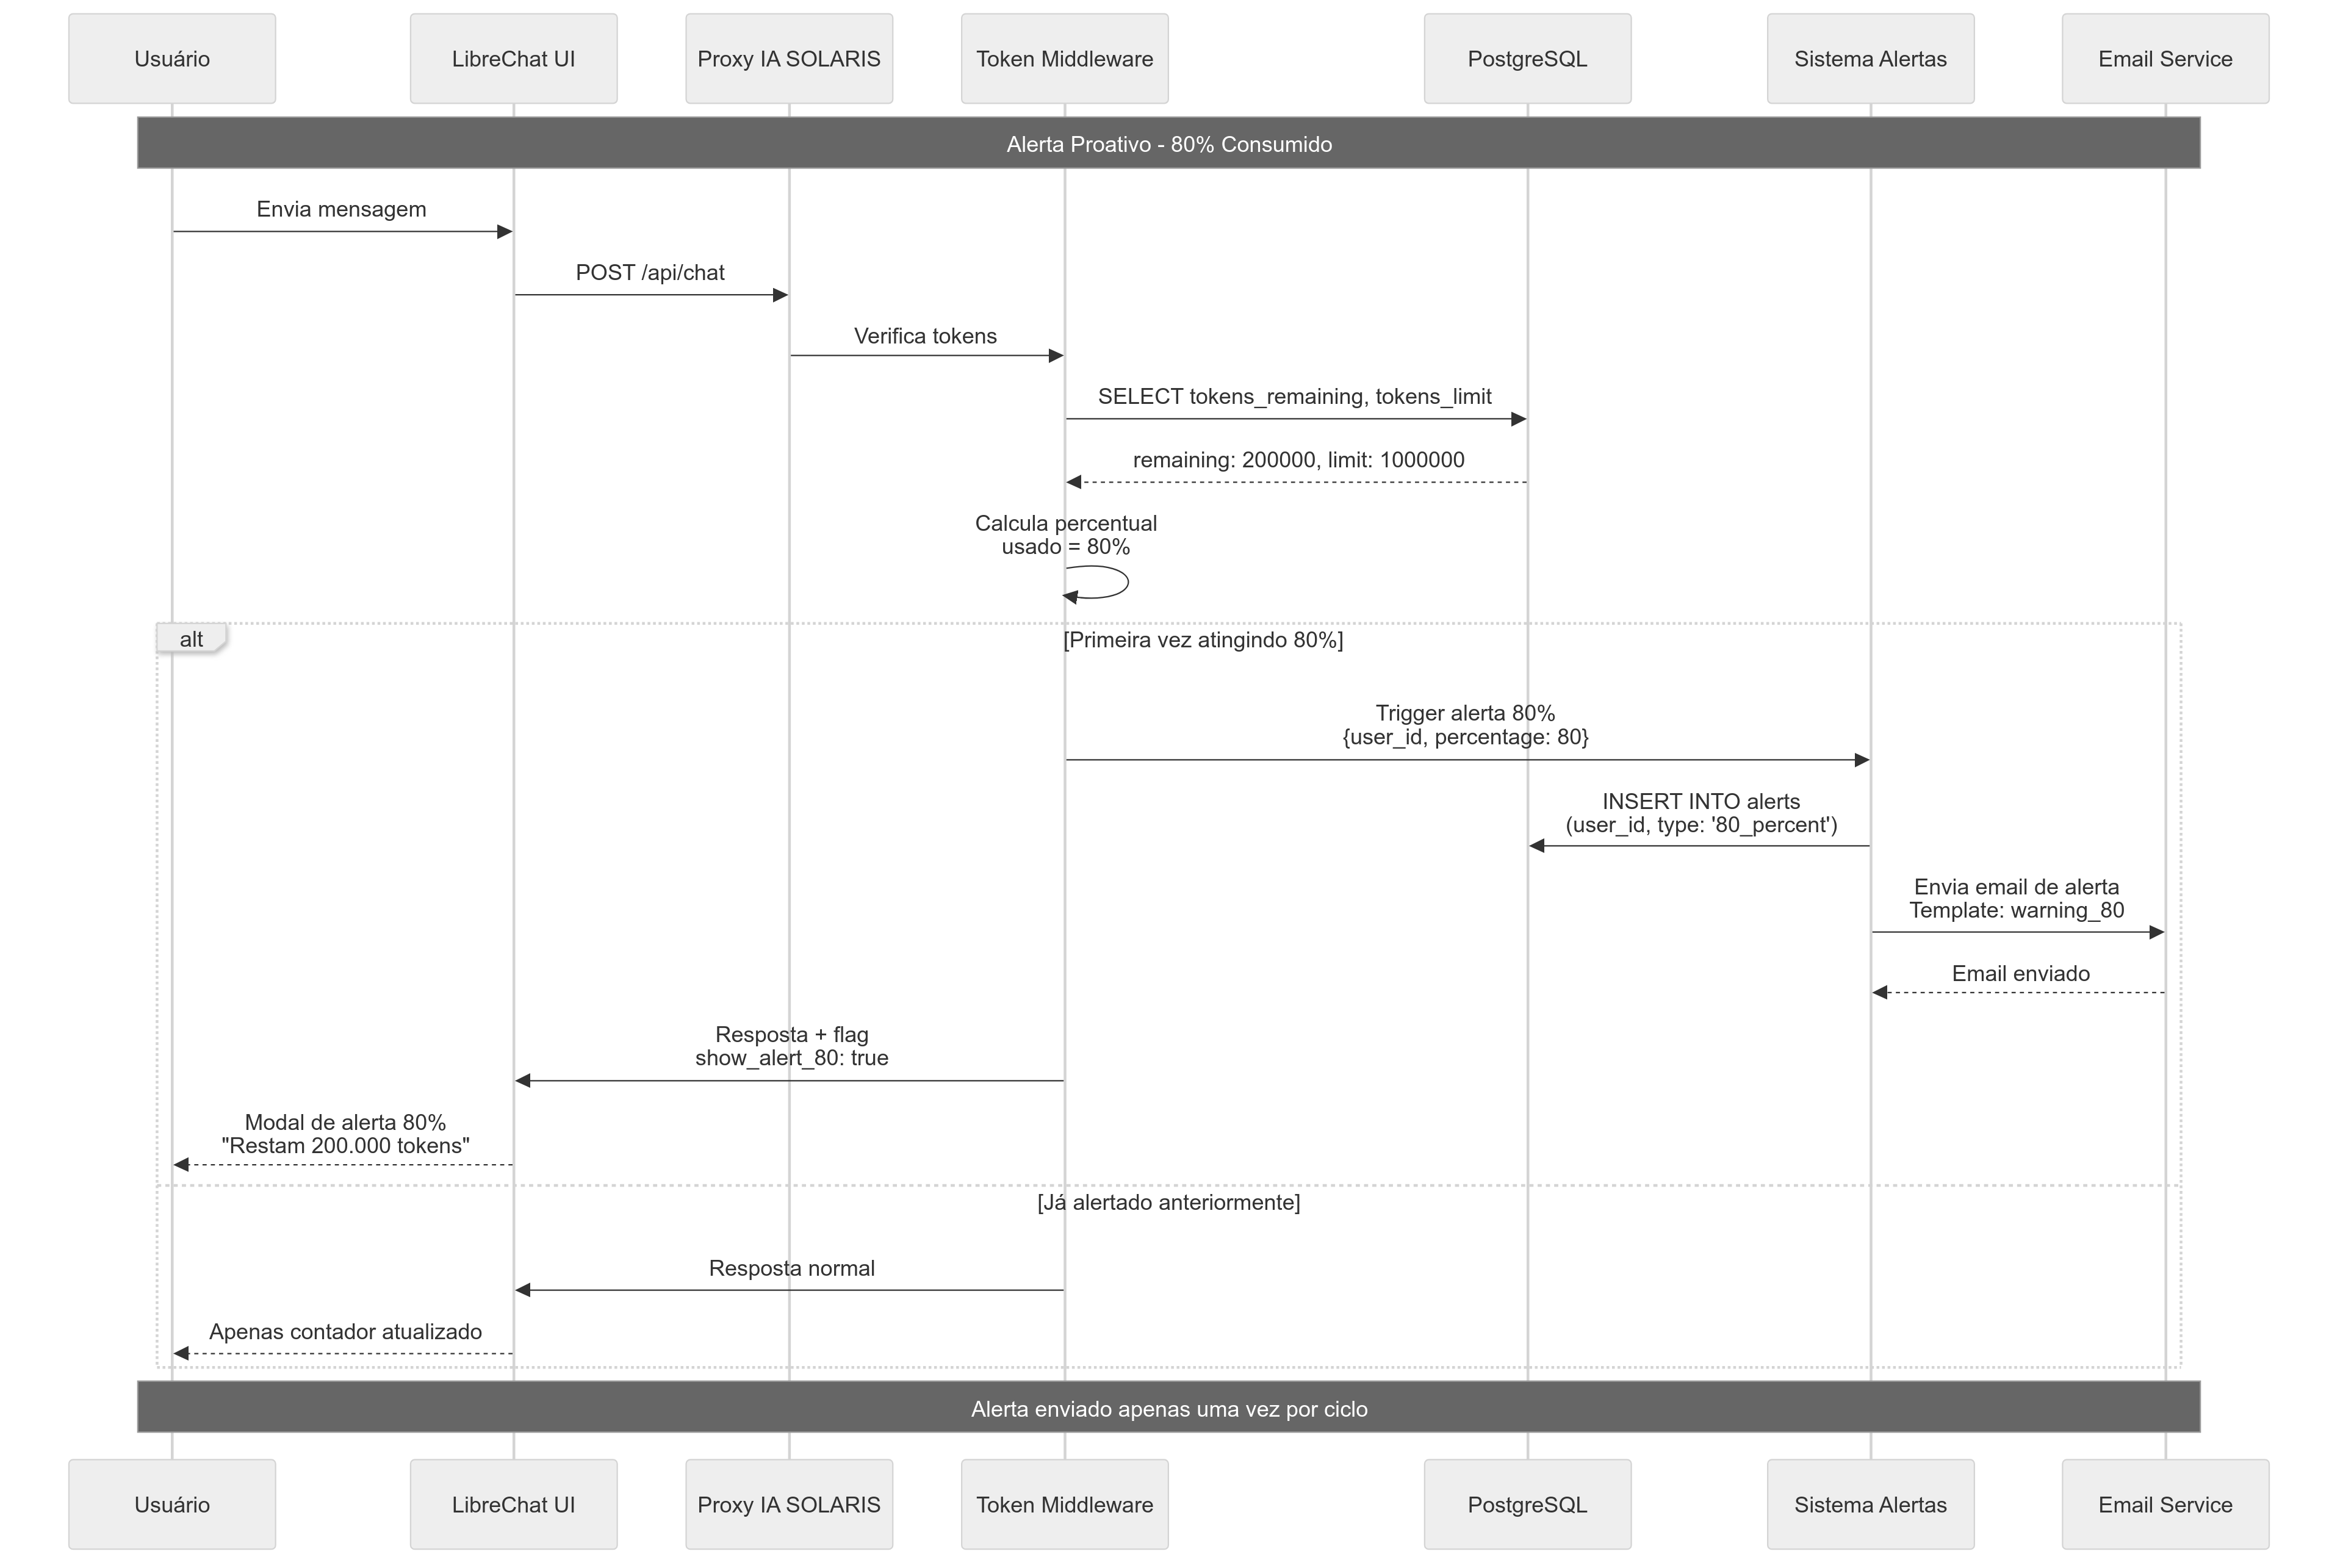 Usuário
LibreChat UI
Proxy IA SOLARIS
Token Middleware
PostgreSQL
Sistema Alertas
Email Service
Alerta Proativo - 80% Consumido
Envia mensagem
POST /api/chat
Verifica tokens
SELECT tokens_remaining, tokens_limit
remaining: 200000, limit: 1000000
Calcula percentual
usado = 80%
alt
[Primeira vez atingindo 80%]
Trigger alerta 80%
{user_id, percentage: 80}
INSERT INTO alerts
(user_id, type: '80_percent')
Envia email de alerta
Template: warning_80
Email enviado
Resposta + flag
show_alert_80: true
Modal de alerta 80%
"Restam 200.000 tokens"
[Já alertado anteriormente]
Resposta normal
Apenas contador atualizado
Alerta enviado apenas uma vez por ciclo
Usuário
LibreChat UI
Proxy IA SOLARIS
Token Middleware
PostgreSQL
Sistema Alertas
Email Service